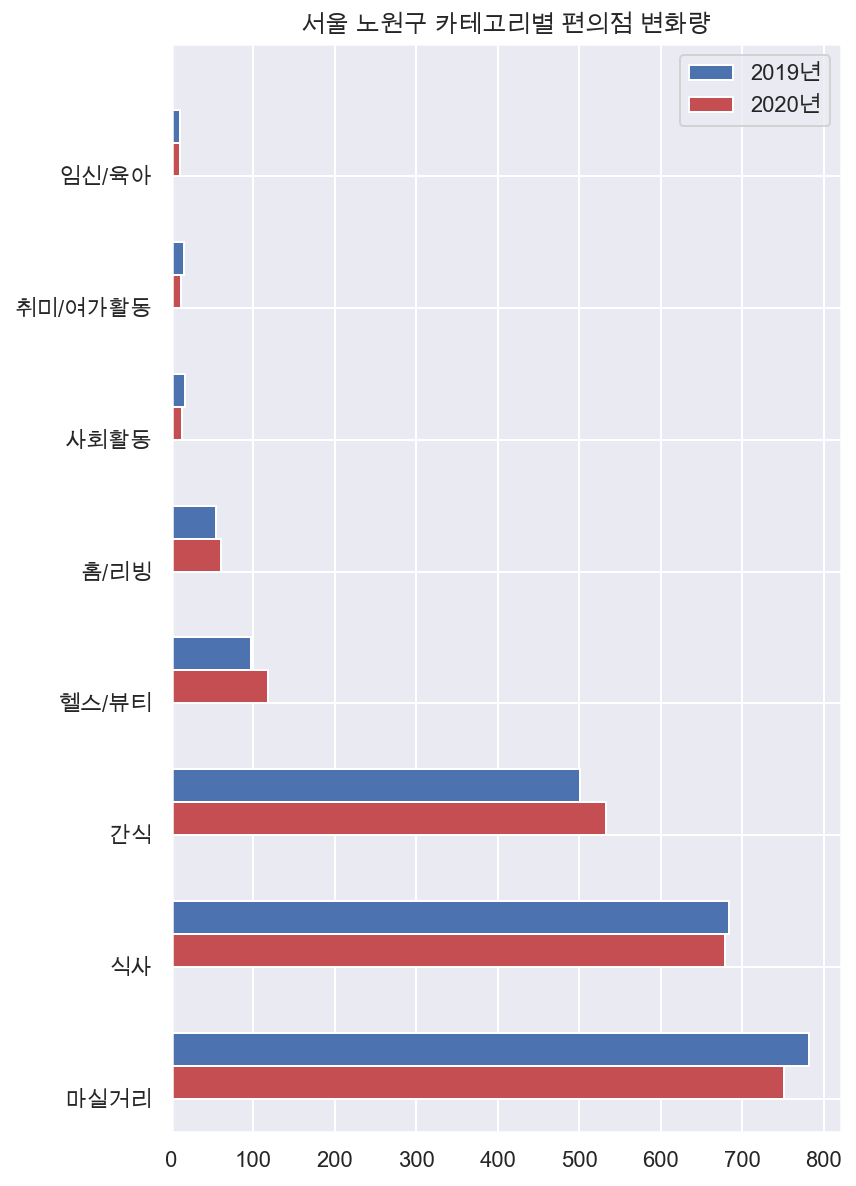 서울 노원구 카테고리별 편의점 변화량
2019년
2020년
임신/육아
취미/여가활동
사회활동
홈/리빙
헬스/뷰티
간식
식사
마실거리
0 100 200 300 400 500 600 700 800